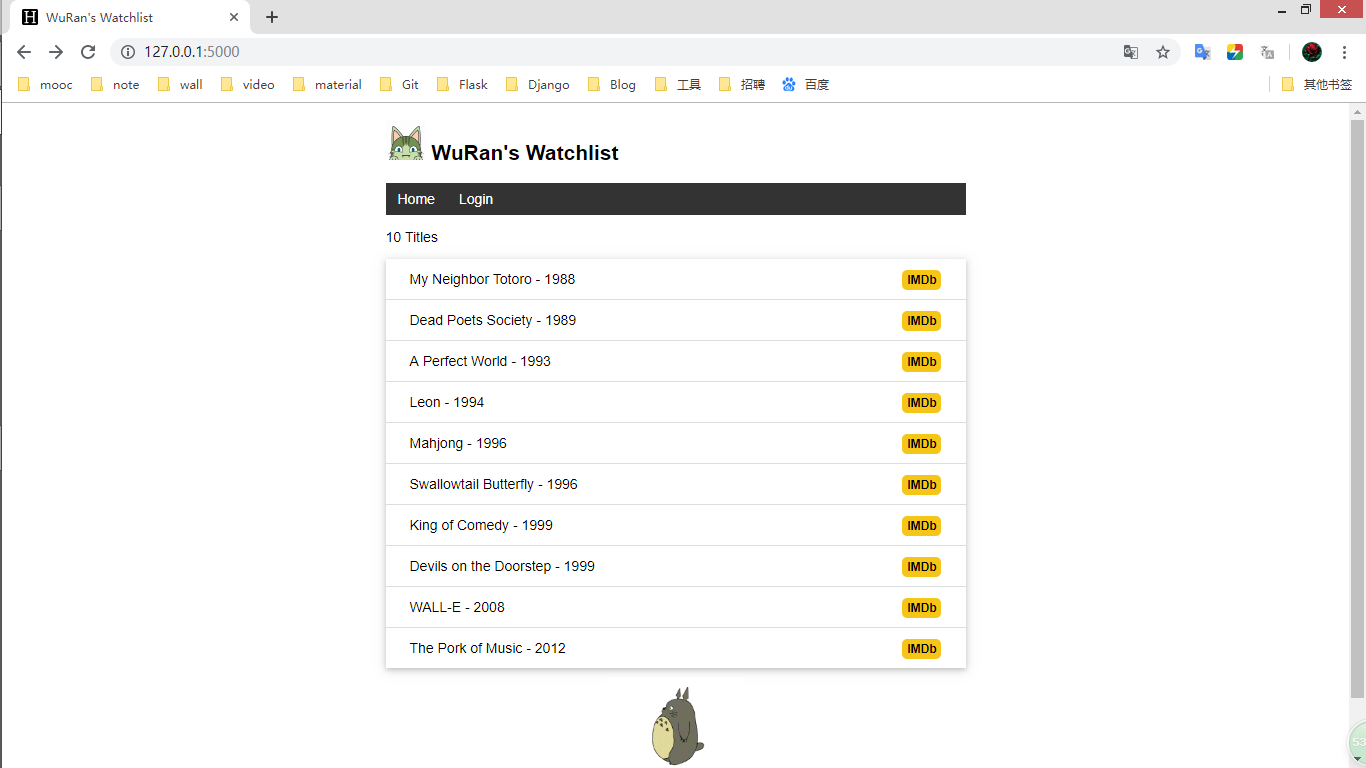 WuRan's Watchlist
127.0.0.1:5000
mooc note wall video material Git Flask Django Blog 工具 招聘 百度 其他书签
WuRan's Watchlist
Home Login
10 Titles
My Neighbor Totoro - 1988 IMDb
Dead Poets Society - 1989 IMDb
A Perfect World - 1993 IMDb
Leon - 1994 IMDb
Mahjong - 1996 IMDb
Swallowtail Butterfly - 1996 IMDb
King of Comedy - 1999 IMDb
Devils on the Doorstep - 1999 IMDb
WALL-E - 2008 IMDb
The Pork of Music - 2012 IMDb